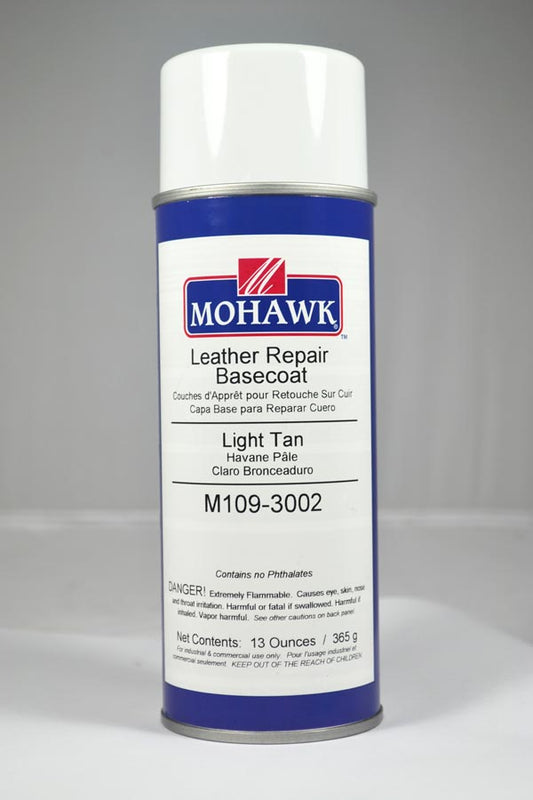 MOHAWK®
™
Leather Repair
Basecoat
Couches d'Apprêt pour Retouche Sur Cuir
Capa Base para Reparar Cuero
Light Tan
Havane Pâle
Claro Bronceaduro
M109-3002
Contains no Phthalates
DANGER! Extremely Flammable. Causes eye, skin, nose
and throat irritation. Harmful or fatal if swallowed. Harmful if
inhaled. Vapor harmful. See other cautions on back panel.
Net Contents: 13 Ounces / 365 g
For industrial & commercial use only. Pour l'usage industriel et
commercial seulement. KEEP OUT OF THE REACH OF CHILDREN